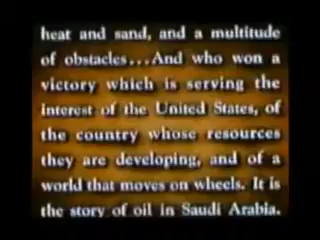 heat and sand, and a multitude
of obstacles...And who won a
victory which is serving the
interest of the United States, of
the country whose resources
they are developing, and of a
world that moves on wheels. It is
the story of oil in Saudi Arabia.